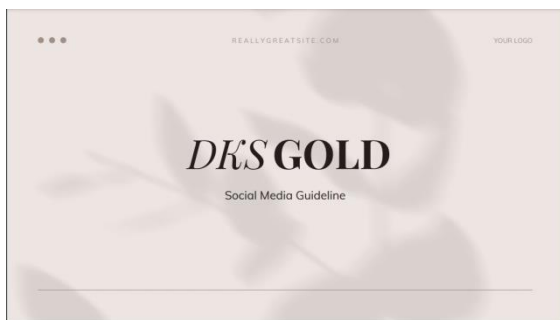 REALLYGREATSITE.COM
YOUR LOGO
DKS GOLD
Social Media Guideline